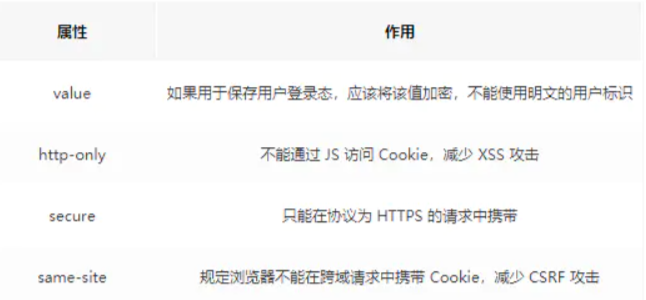 属性 作用
value 如果用于保存用户登录态，应该将该值加密，不能使用明文的用户标识
http-only 不能通过 JS 访问 Cookie，减少 XSS 攻击
secure 只能在协议为 HTTPS 的请求中携带
same-site 规定浏览器不能在跨域请求中携带 Cookie，减少 CSRF 攻击